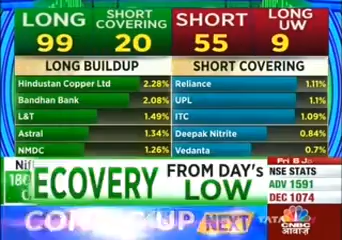 LONG
SHORT COVERING
SHORT
LONG UW
99
20
55
9
LONG BUILDUP
SHORT COVERING
Hindustan Copper Ltd 2.28%
Reliance 1.11%
Bandhan Bank 2.08%
UPL 1.1%
L&T 1.49%
ITC 1.09%
Astral 1.34%
Deepak Nitrite 0.84%
NMDC 1.26%
Vedanta 0.7%
ECOVERY FROM DAY's LOW
NSE STATS
ADV 1591
DEC 1074
NEXT
CNBC
आवाज़